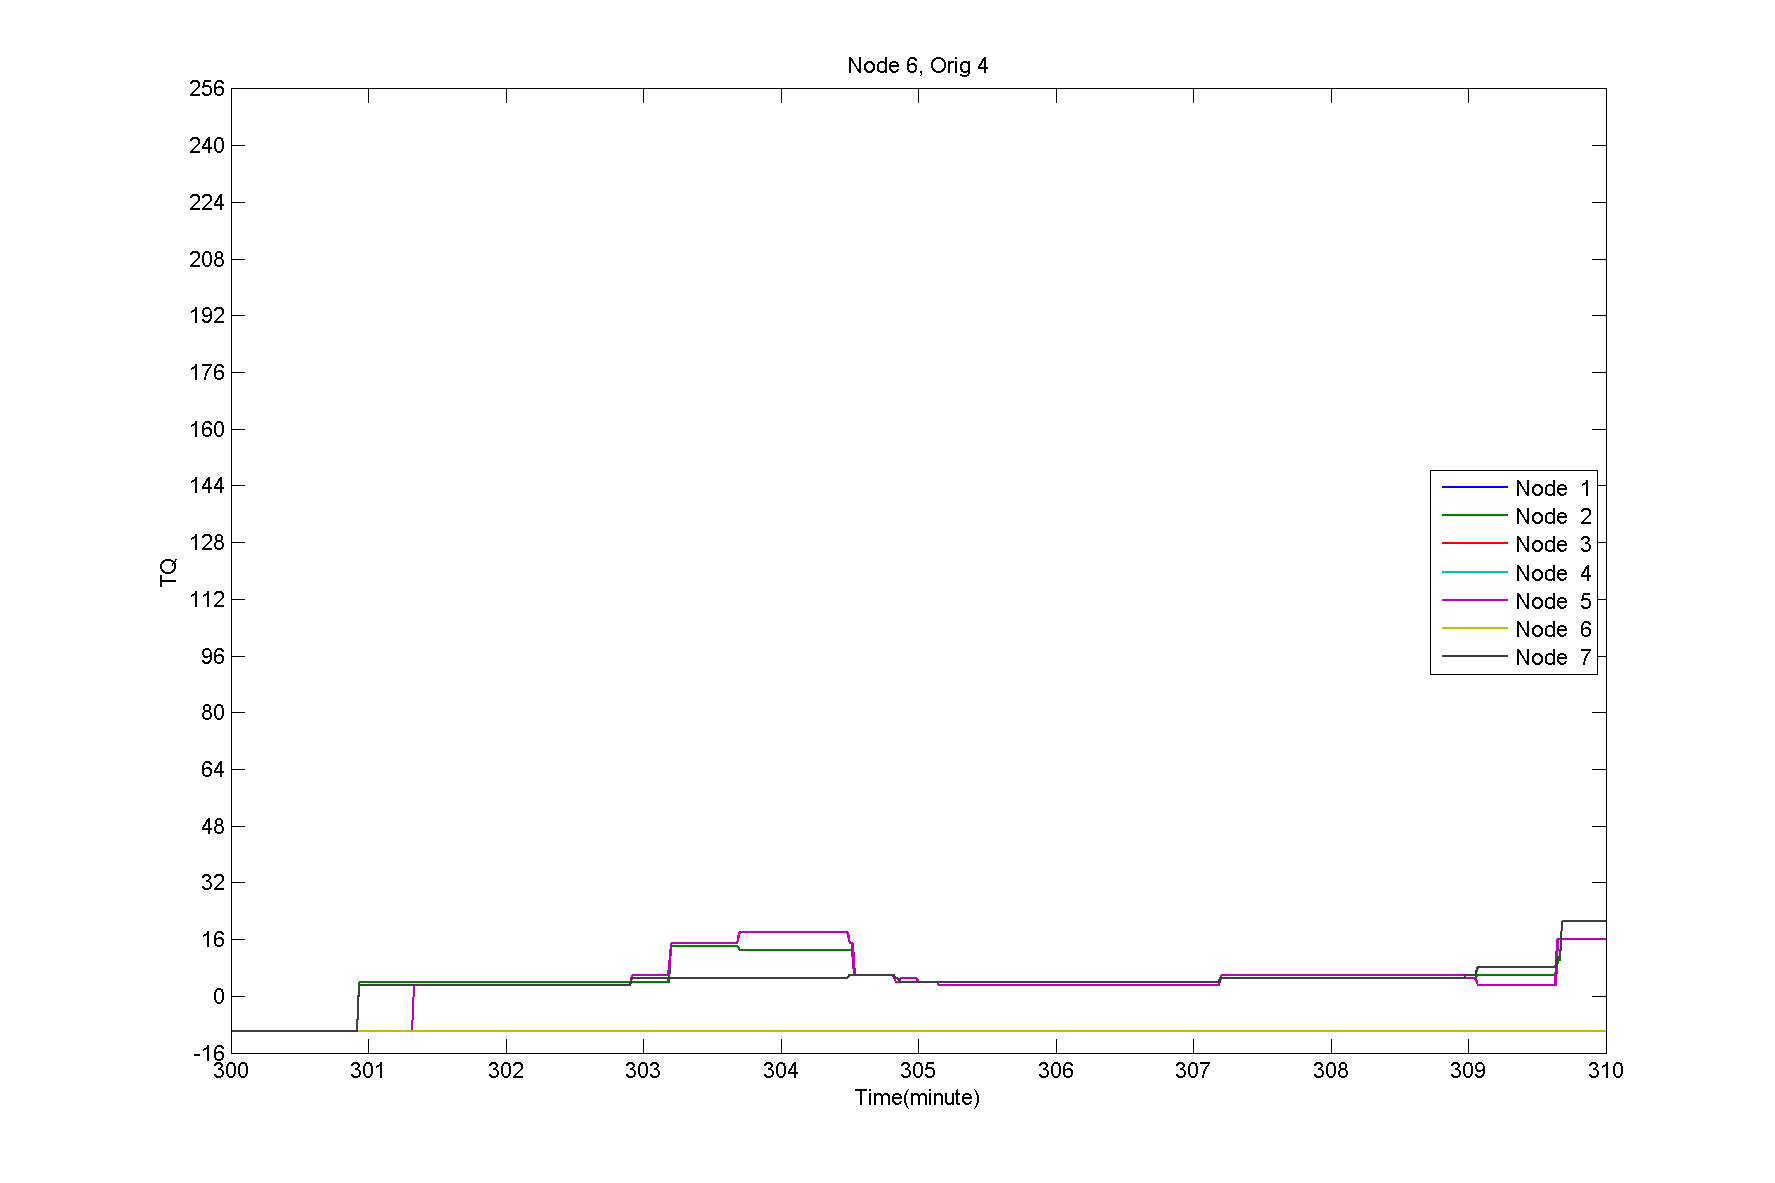 Node 6, Orig 4
256
240
224
208
192
176
160
144
128
112
96
80
64
48
32
16
0
-16
TQ
Node 1
Node 2
Node 3
Node 4
Node 5
Node 6
Node 7
300 301 302 303 304 305 306 307 308 309 310
Time(minute)